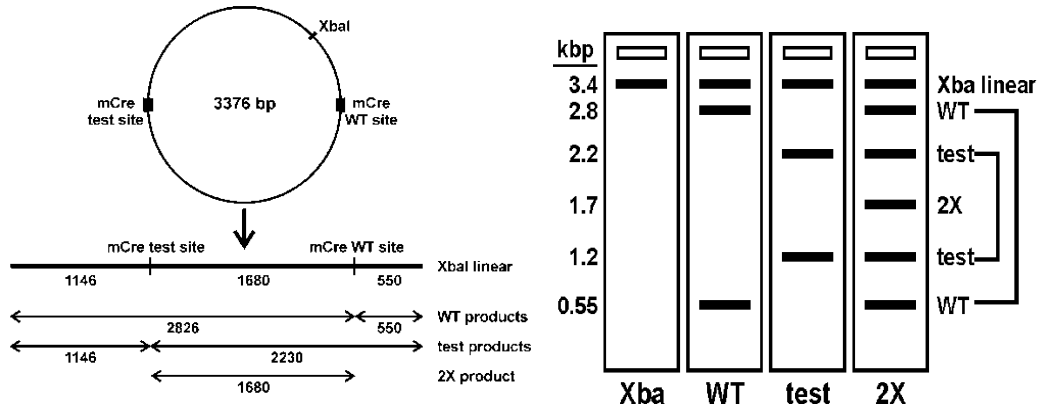 XbaI
mCre
test site
3376 bp
mCre
WT site
mCre test site
mCre WT site
XbaI linear
1146
1680
550
WT products
2826
550
test products
1146
2230
2X product
1680
kbp
3.4
Xba linear
2.8
WT
2.2
test
1.7
2X
1.2
test
0.55
WT
Xba
WT
test
2X